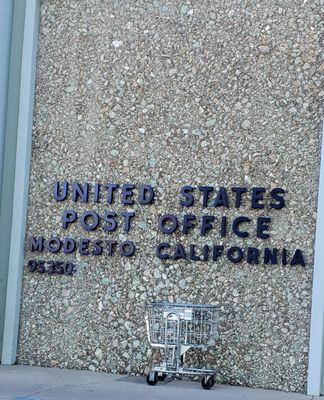 UNITED STATES
POST OFFICE
MODESTO CALIFORNIA
95350